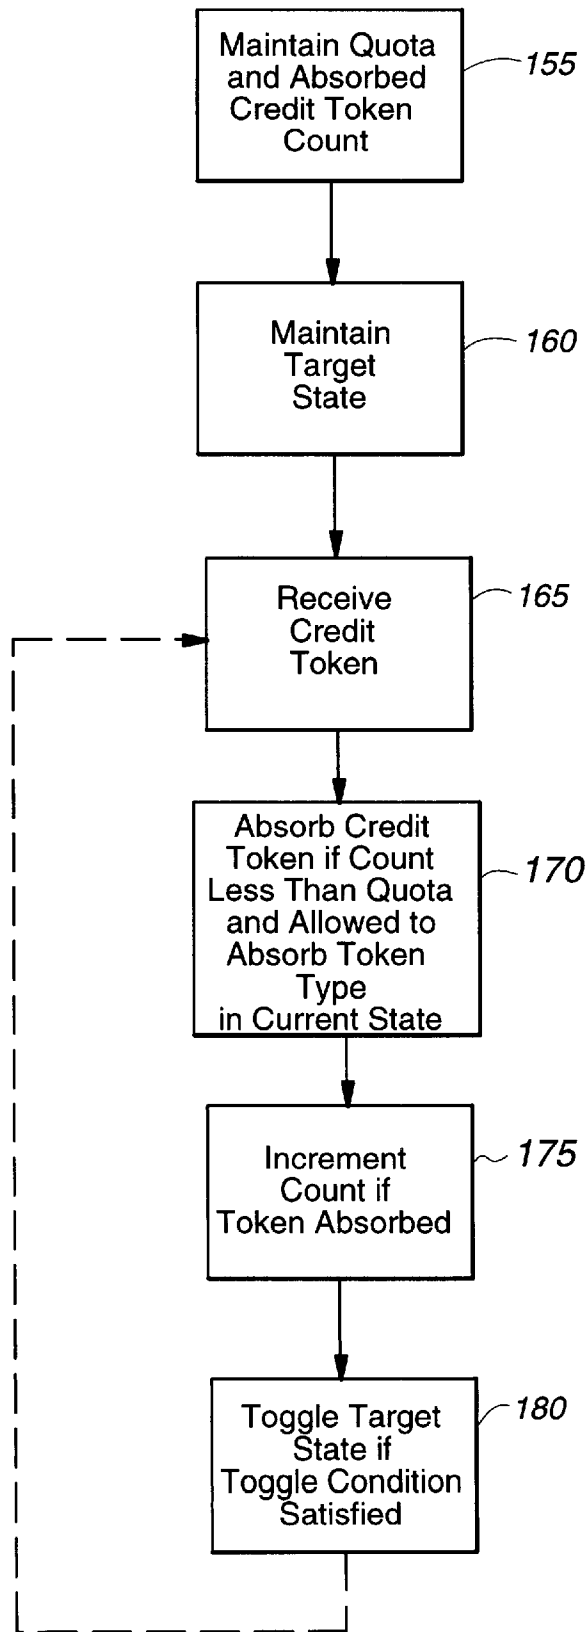 Maintain Quota
and Absorbed
Credit Token
Count
155
Maintain
Target
State
160
Receive
Credit
Token
165
Absorb Credit
Token if Count
Less Than Quota
and Allowed to
Absorb Token
Type
in Current State
170
Increment
Count if
Token Absorbed
175
Toggle Target
State if
Toggle Condition
Satisfied
180